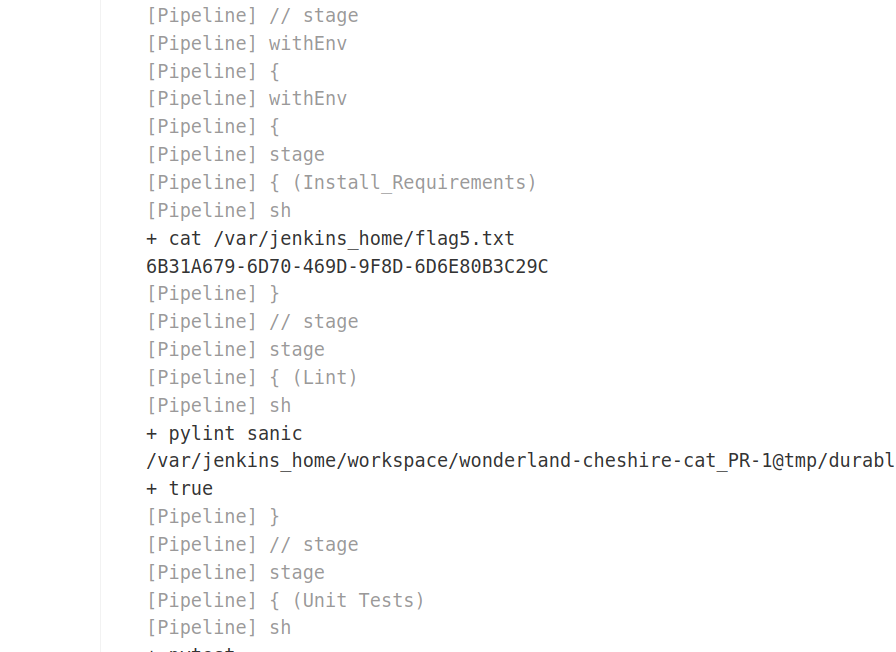 [Pipeline] // stage
[Pipeline] withEnv
[Pipeline] {
[Pipeline] withEnv
[Pipeline] {
[Pipeline] stage
[Pipeline] { (Install_Requirements)
[Pipeline] sh
+ cat /var/jenkins_home/flag5.txt
6B31A679-6D70-469D-9F8D-6D6E80B3C29C
[Pipeline] }
[Pipeline] // stage
[Pipeline] stage
[Pipeline] { (Lint)
[Pipeline] sh
+ pylint sanic
/var/jenkins_home/workspace/wonderland-cheshire-cat_PR-1@tmp/durabl
+ true
[Pipeline] }
[Pipeline] // stage
[Pipeline] stage
[Pipeline] { (Unit Tests)
[Pipeline] sh
+ pytest